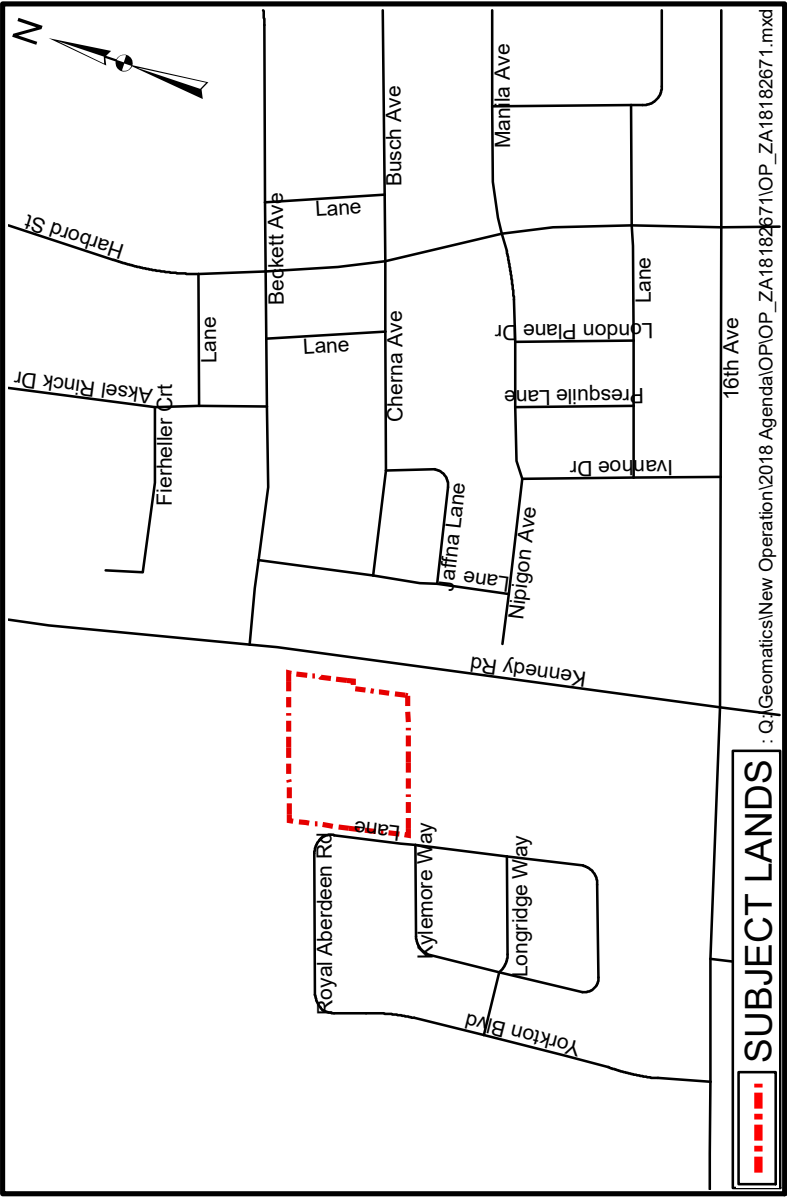 N
Harbord St
Beckett Ave
Lane
Busch Ave
Manila Ave
Aksel Rinck Dr
Fierheller Crt
Lane
Lane
Cherna Ave
London Plane Dr
Lane
Presquile Lane
Ivanhoe Dr
16th Ave
Jaffna Lane
Lane
Nipigon Ave
Kennedy Rd
Lane
Royal Aberdeen Rd
Kylemore Way
Longridge Way
Yorkton Blvd
SUBJECT LANDS
: Q:\Geomatics\New Operation\2018 Agenda\OP\OP_ZA18182671\OP_ZA18182671.mxd